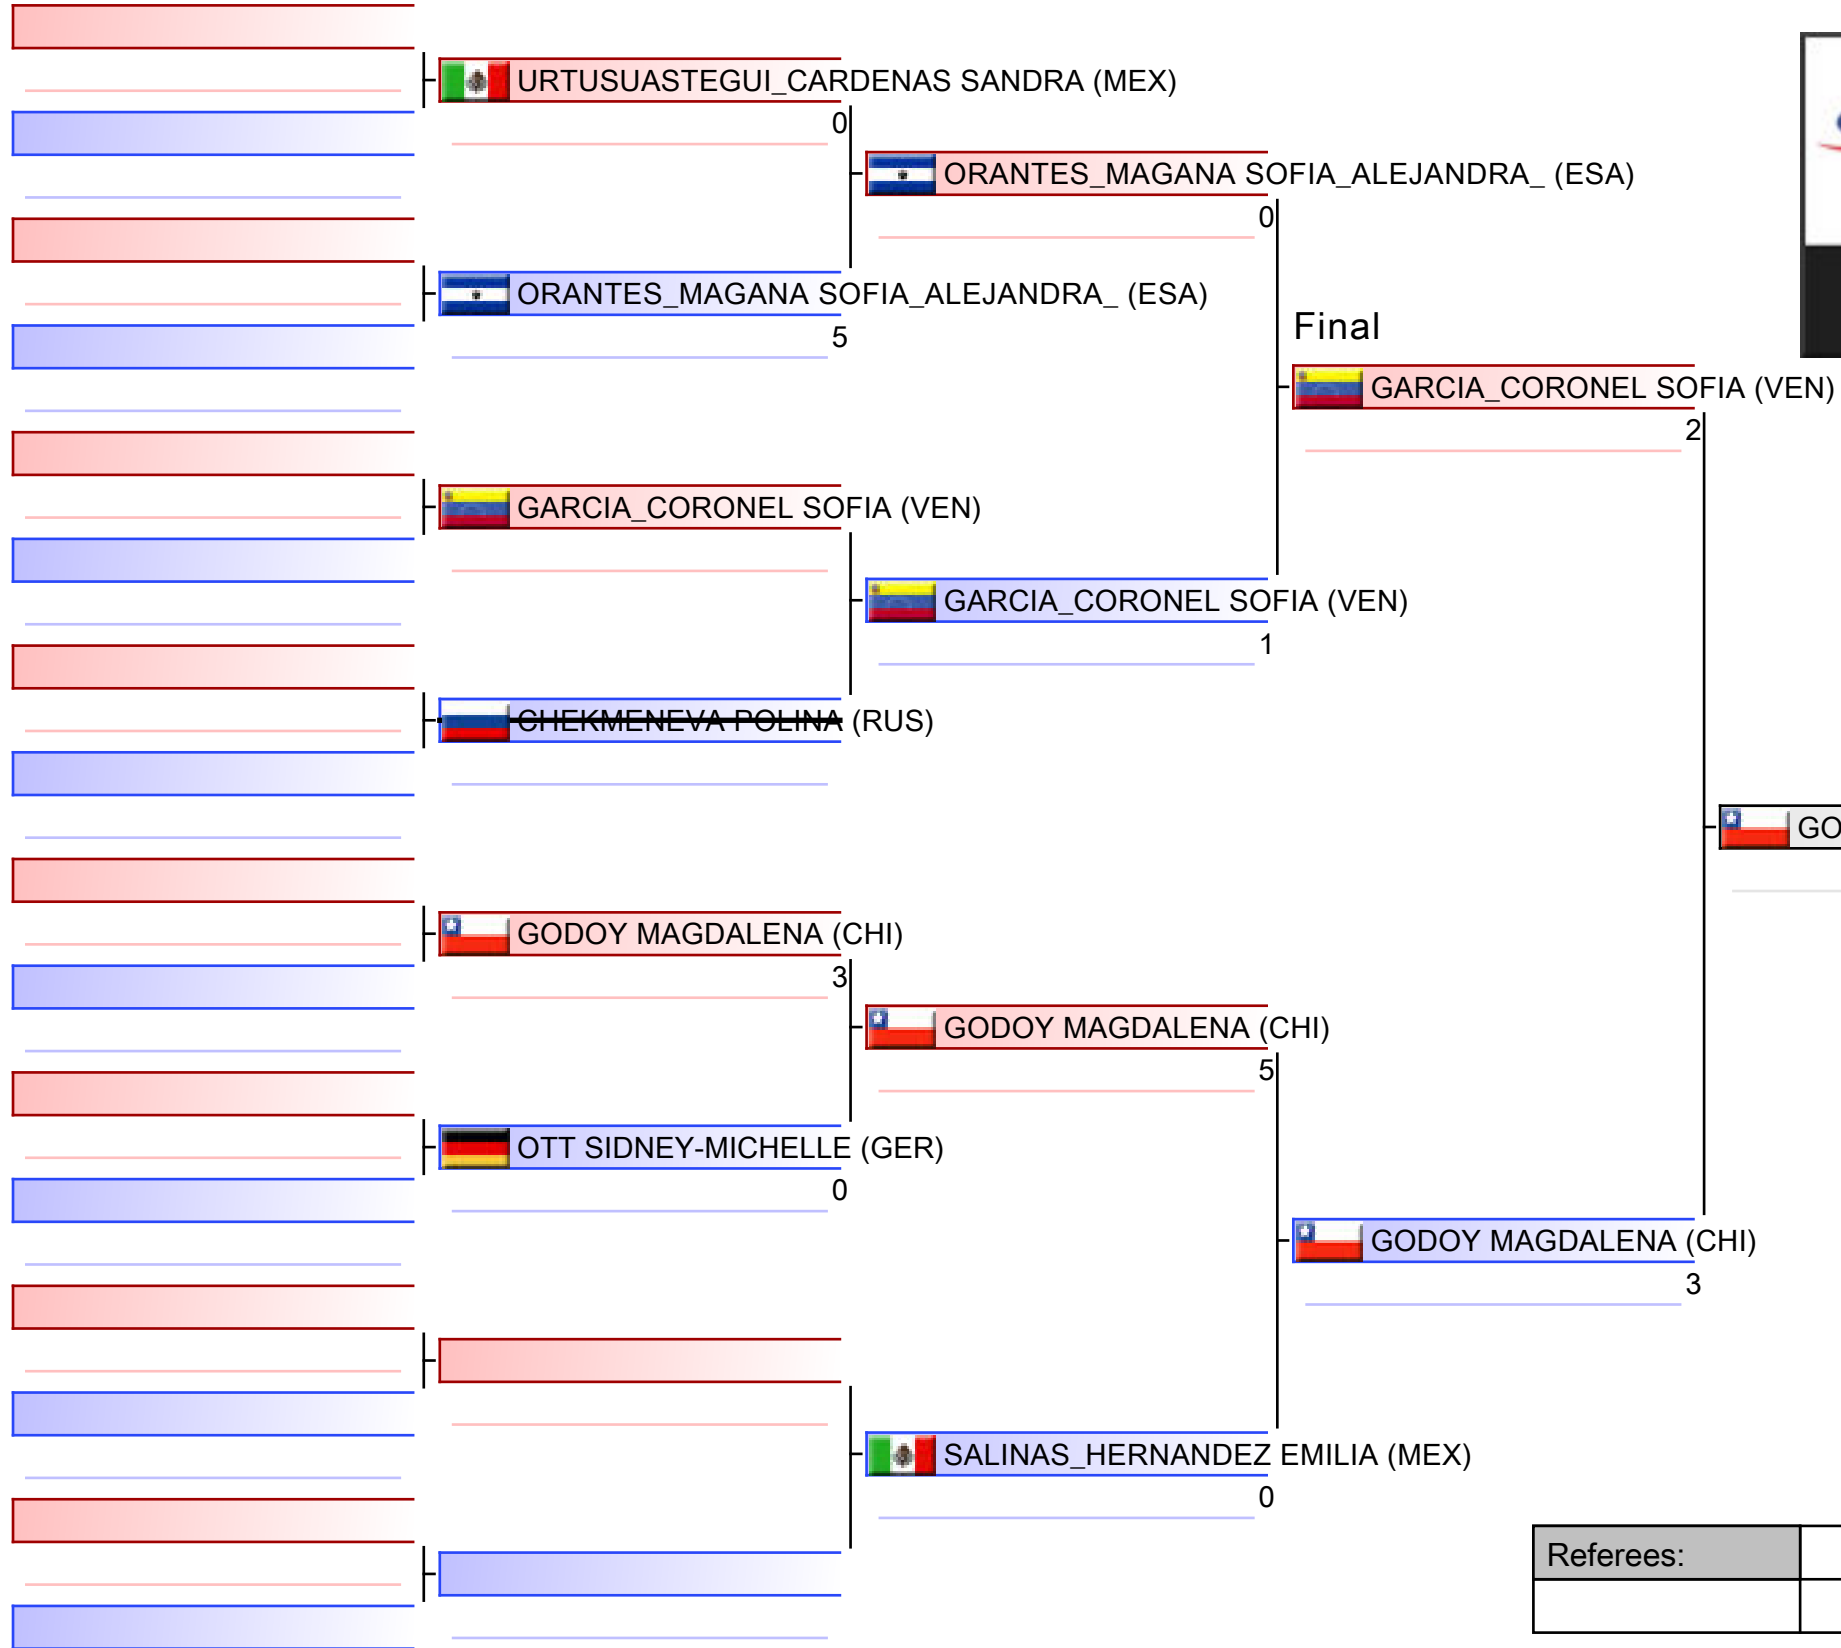 URTUSUASTEGUI_CARDENAS SANDRA (MEX)
0
ORANTES_MAGANA SOFIA_ALEJANDRA_ (ESA)
0
ORANTES_MAGANA SOFIA_ALEJANDRA_ (ESA)
5
Final
GARCIA_CORONEL SOFIA (VEN)
2
GARCIA_CORONEL SOFIA (VEN)
GARCIA_CORONEL SOFIA (VEN)
1
CHEKMENEVA POLINA (RUS)
GO
GODOY MAGDALENA (CHI)
3
GODOY MAGDALENA (CHI)
5
OTT SIDNEY-MICHELLE (GER)
0
GODOY MAGDALENA (CHI)
3
SALINAS_HERNANDEZ EMILIA (MEX)
0
Referees: